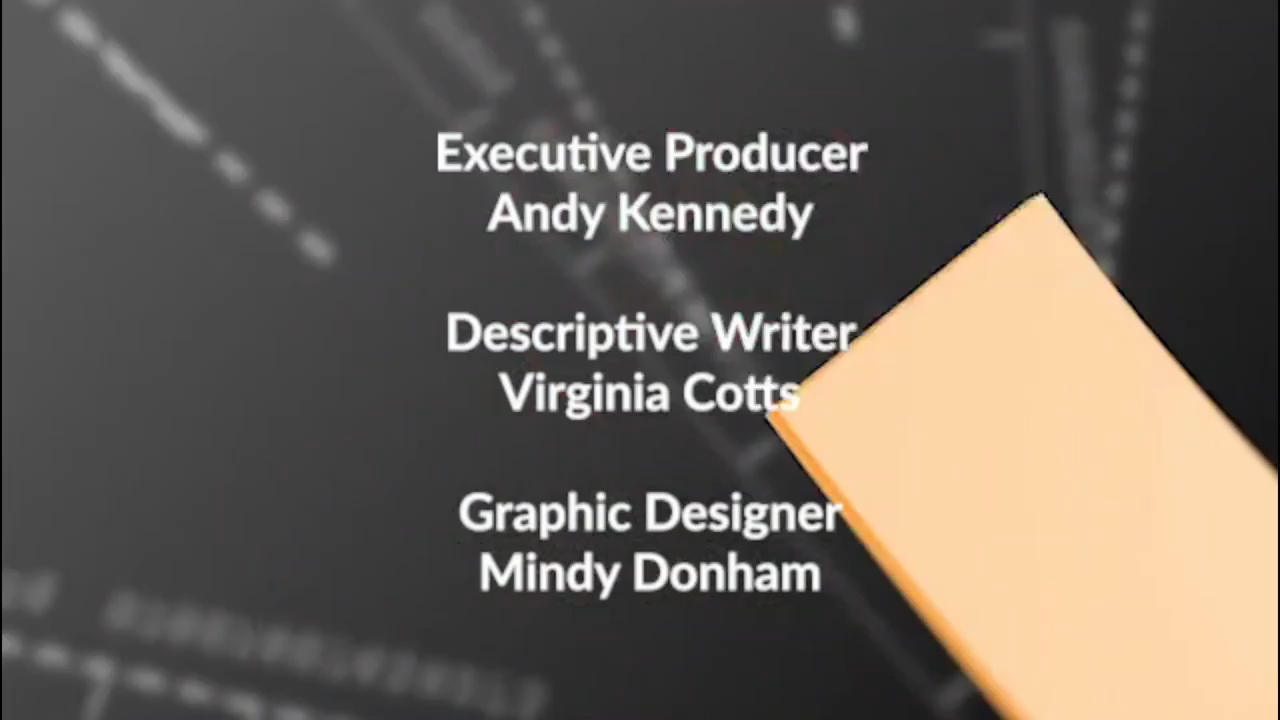 Executive Producer
Andy Kennedy
Descriptive Writer
Virginia Cotts
Graphic Designer
Mindy Donham